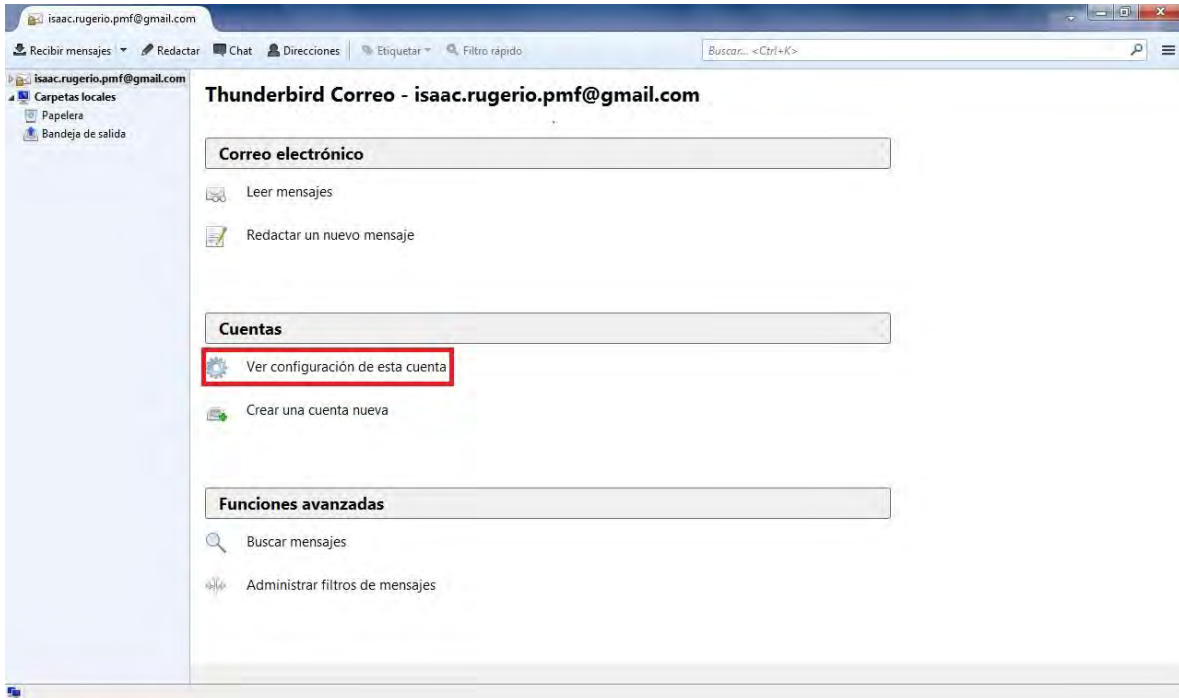 isaac.rugerio.pmf@gmail.com
Recibir mensajes Redactar Chat Direcciones Etiquetar Filtro rápido Buscar... <Ctrl+K>
isaac.rugerio.pmf@gmail.com
Carpetas locales
Papelera
Bandeja de salida
Thunderbird Correo - isaac.rugerio.pmf@gmail.com
Correo electrónico
Leer mensajes
Redactar un nuevo mensaje
Cuentas
Ver configuración de esta cuenta
Crear una cuenta nueva
Funciones avanzadas
Buscar mensajes
Administrar filtros de mensajes